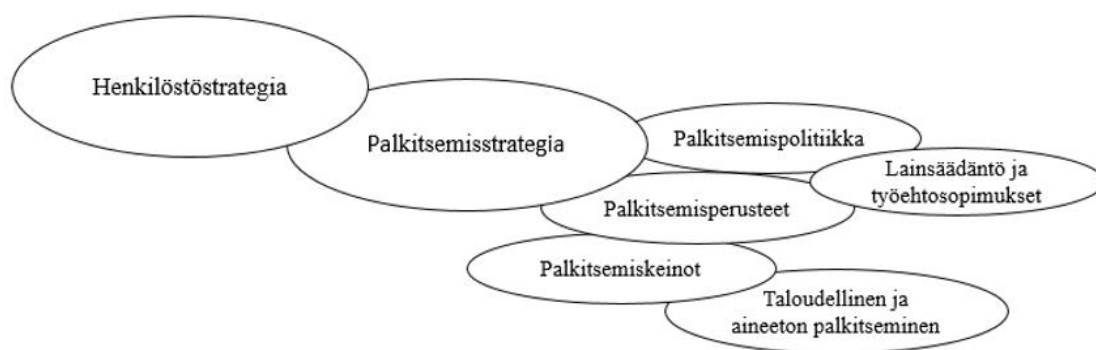 Henkilöstöstrategia
Palkitsemisstrategia
Palkitsemispolitiikka
Lainsäädäntö ja
työehtosopimukset
Palkitsemisperusteet
Palkitsemiskeinot
Taloudellinen ja
aineeton palkitseminen